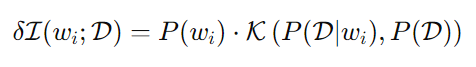 δℐ(wᵢ; 𝒟) = P(wᵢ) · 𝒦 (P(𝒟|wᵢ), P(𝒟))